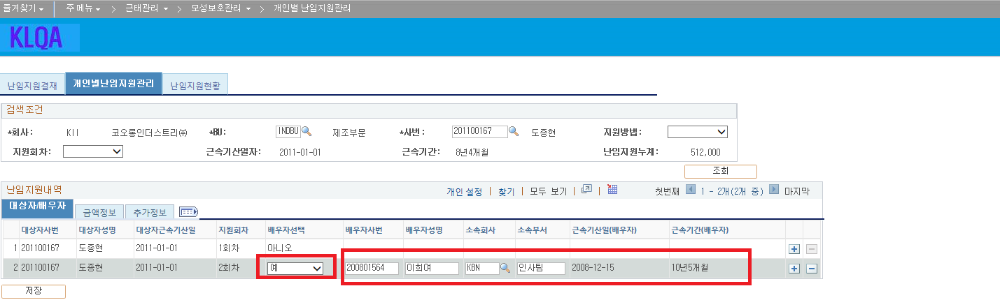 즐겨찾기 주 메뉴 근태관리 모성보호관리 개인별 난임지원관리
KLQA
난임지원결재 개인별난임지원관리 난임지원현황
검색조건
*회사: KII 코오롱인더스트리㈜ *BU: INDBU 제조부문 *사번: 201100167 도종현 지원방법:
지원회차: 근속기산일자: 2011-01-01 근속기간: 8년4개월 난임지원누계: 512,000
조회
난임지원내역 개인 설정 | 찾기 | 모두 보기 | | 첫번째 1 - 2개(2개 중) 마지막
대상자/배우자 금액정보 추가정보
대상자사번 대상자성명 대상자근속기산일 지원회차 배우자선택 배우자사번 배우자성명 소속회사 소속부서 근속기산일(배우자) 근속기간(배우자)
1 201100167 도종현 2011-01-01 1회차 아니오
2 201100167 도종현 2011-01-01 2회차 예 200801564 이희여 KBN 인사팀 2008-12-15 10년5개월
저장